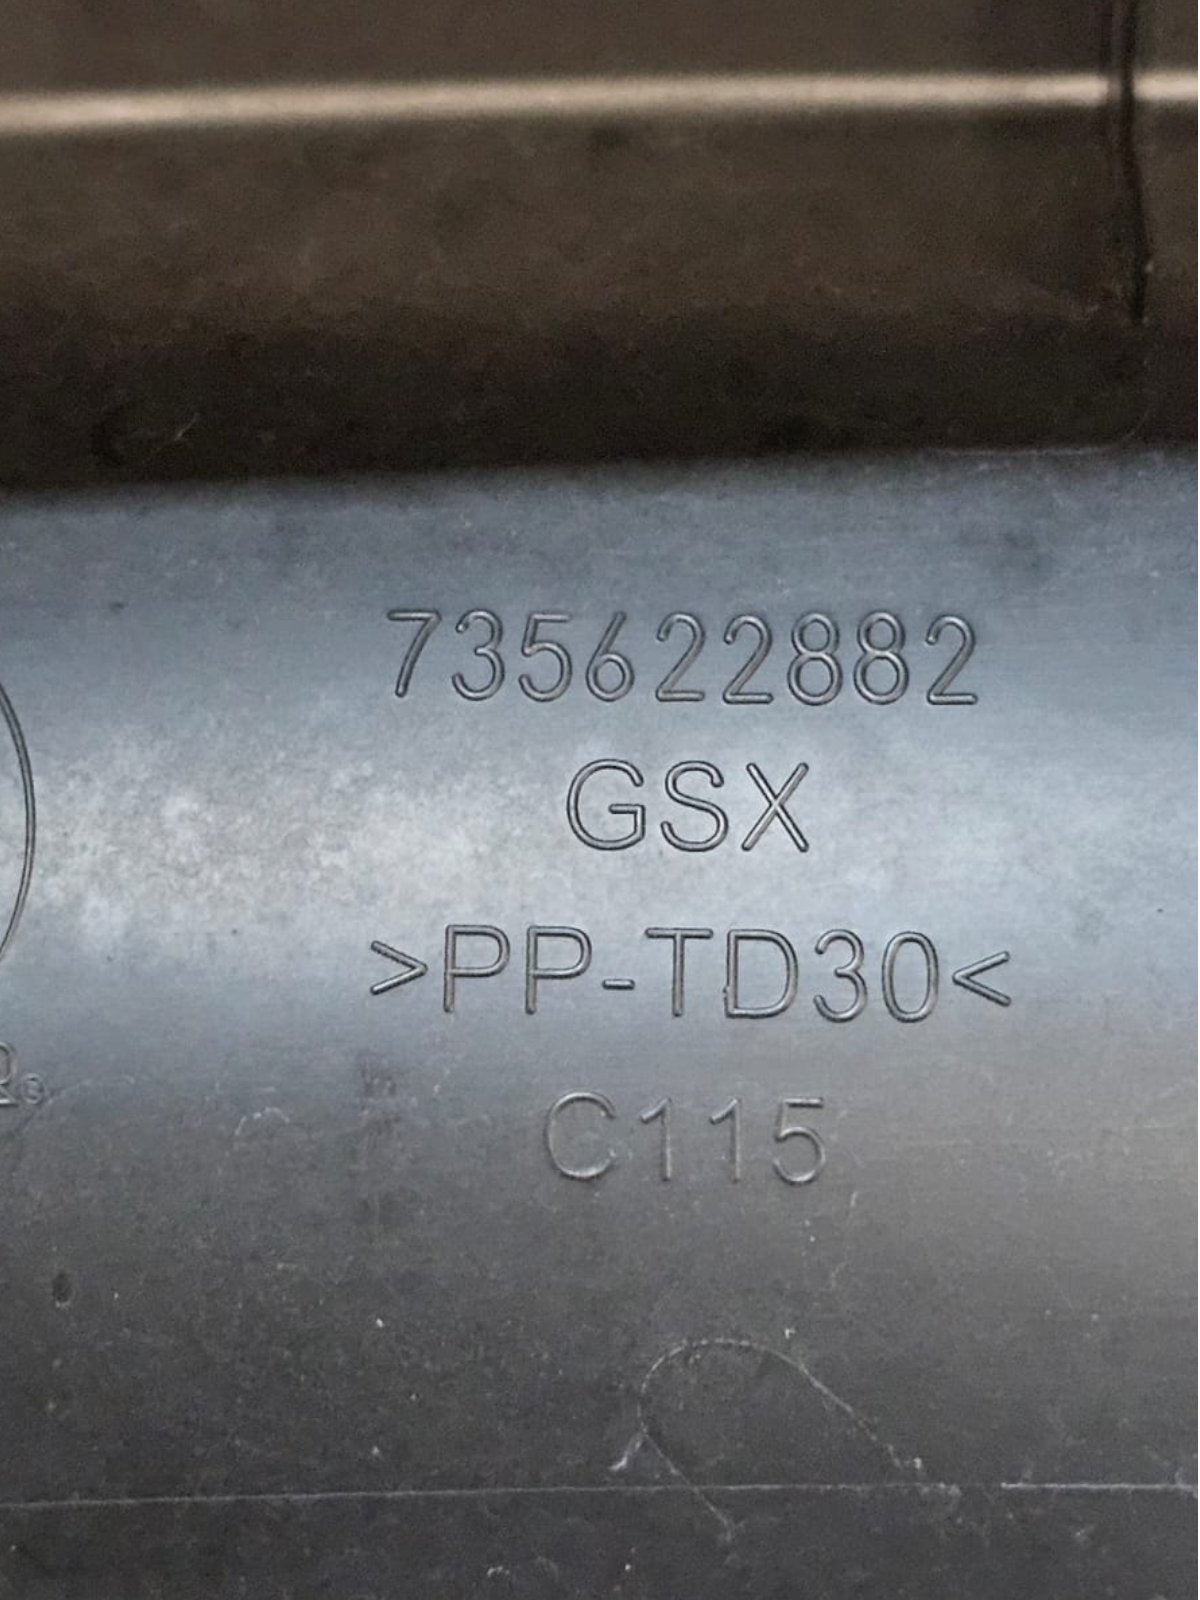 735622882
GSX
>PP-TD30<
C115